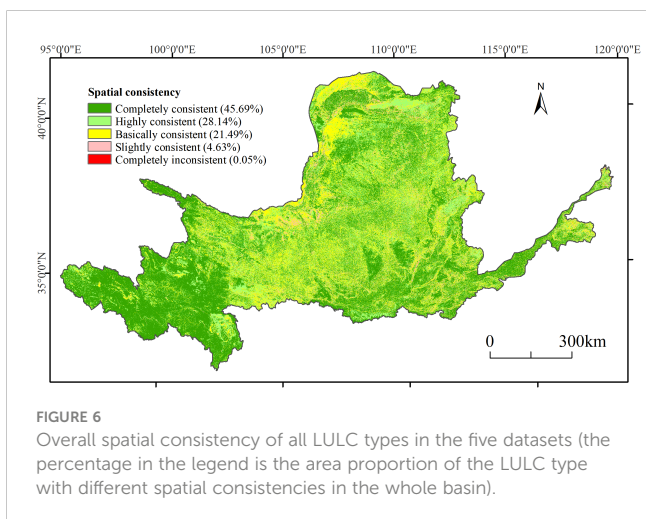 95°0'0"E 100°0'0"E 105°0'0"E 110°0'0"E 115°0'0"E 120°0'0"E
Spatial consistency
Completely consistent (45.69%)
Highly consistent (28.14%)
Basically consistent (21.49%)
Slightly consistent (4.63%)
Completely inconsistent (0.05%)
N
40°0'0"N
35°0'0"N
0 300km
FIGURE 6
Overall spatial consistency of all LULC types in the five datasets (the
percentage in the legend is the area proportion of the LULC type
with different spatial consistencies in the whole basin).